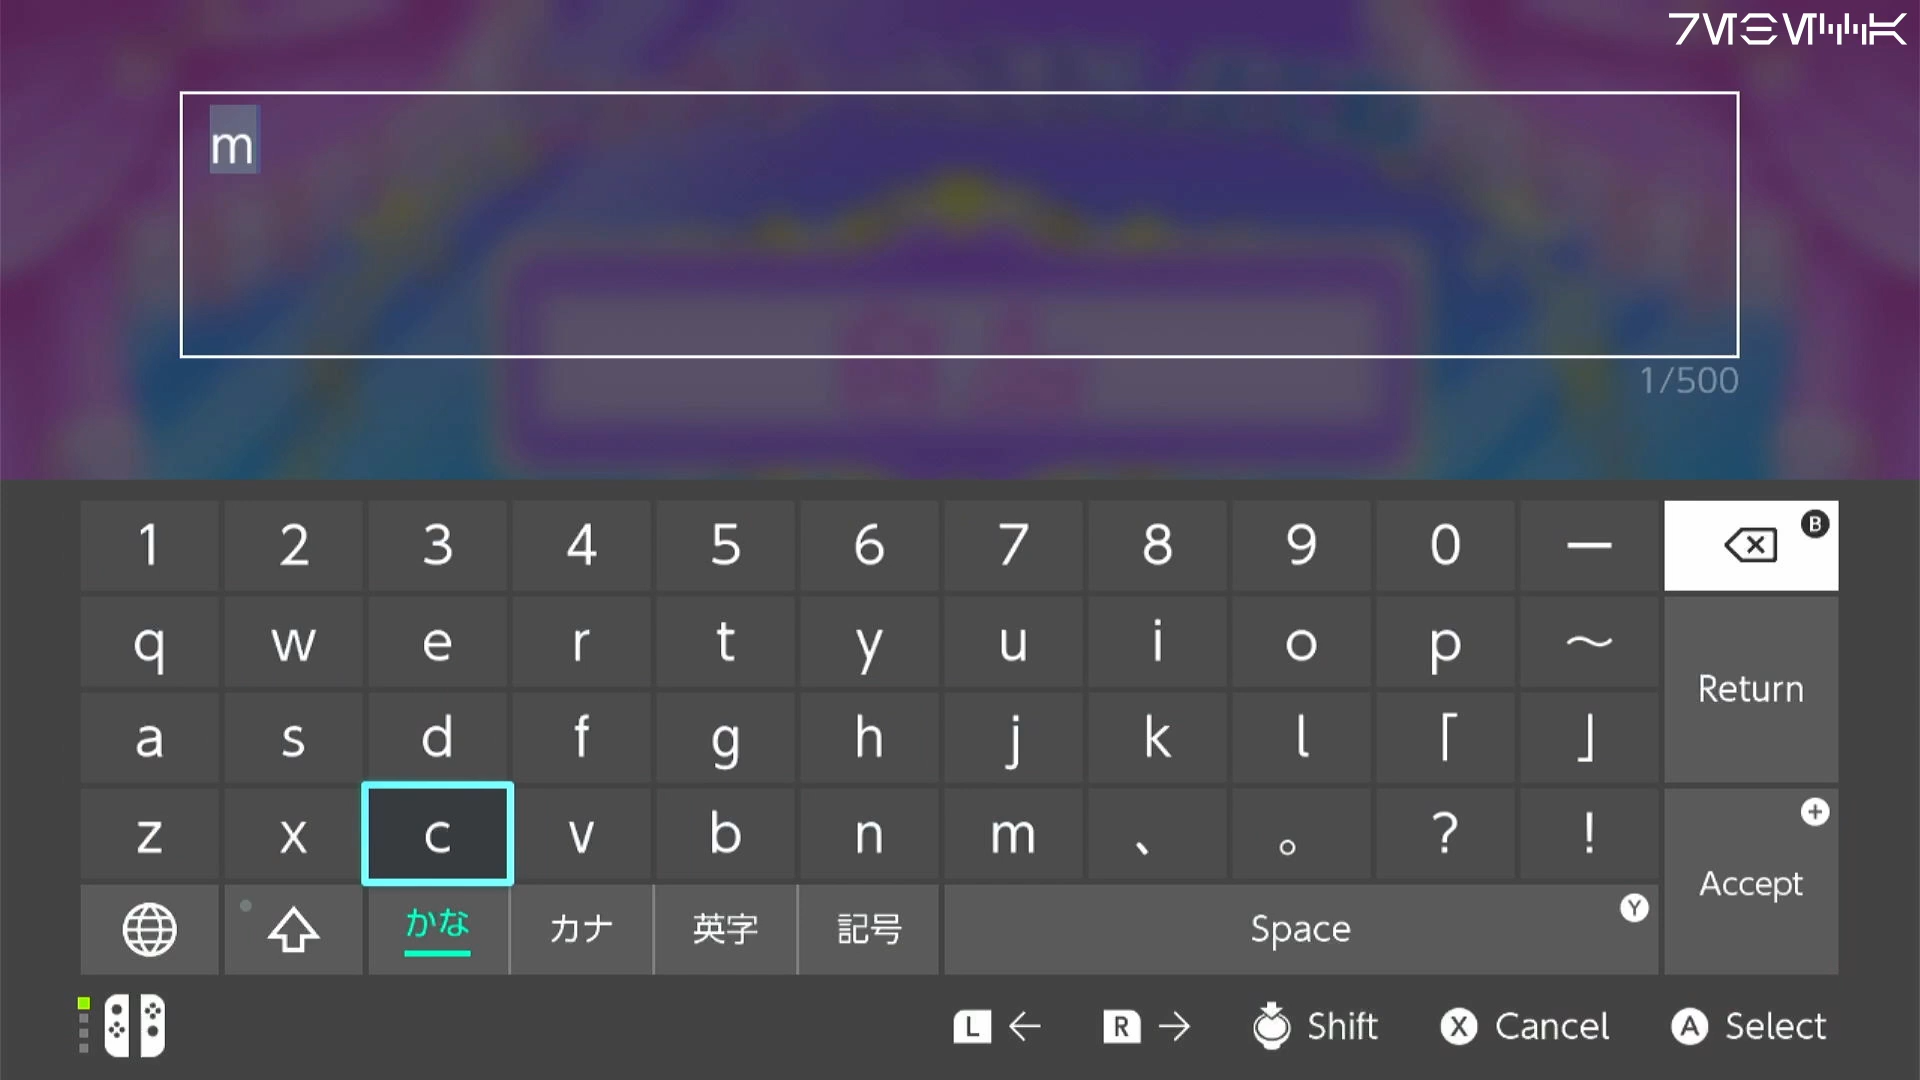 m
1/500
1 2 3 4 5 6 7 8 9 0 ー B
q w e r t y u i o p ～ Return
a s d f g h j k l 「 」
z x c v b n m 、 。 ? ! + Accept
かな カナ 英字 記号 Space Y
L ← R → Shift X Cancel A Select